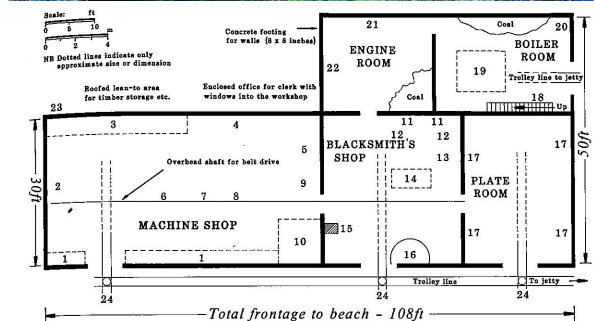 Scale: ft
0 5 10
0 2 4
m
NB Dotted lines indicate only
approximate size or dimension
Concrete footing
for walls (8 x 8 inches)
Roofed lean-to area
for timber storage etc.
Enclosed office for clerk with
windows into the workshop
21
ENGINE
ROOM
22
Coal
Coal
20
BOILER
ROOM
19
Trolley line to jetty
18
Up
23
3
4
5
2
Overhead shaft for belt drive
6 7 8
9
MACHINE SHOP
1
1
10
11 11
12 12
BLACKSMITH'S
SHOP
13
14
15
16
17
17
PLATE
ROOM
17
17
30ft
50ft
24
24
24
Trolley line
To jetty
Total frontage to beach - 108ft